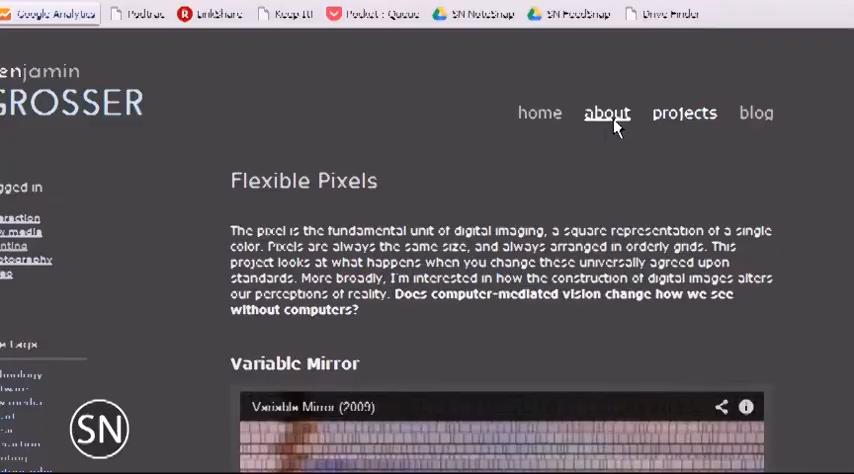 Google Analytics Podtrac LinkShare Keep It! Pocket : Queue SN NoteSnap SN FeedSnap Drive Finder
enjamin
GROSSER
home about projects blog
gged in
Flexible Pixels
eraction
w media
inting
otography
eo
The pixel is the fundamental unit of digital imaging, a square representation of a single
color. Pixels are always the same size, and always arranged in orderly grids. This
project looks at what happens when you change these universally agreed upon
standards. More broadly, I'm interested in how the construction of digital images alters
our perceptions of reality. Does computer-mediated vision change how we see
without computers?
Variable Mirror
Variable Mirror (2009)
SN